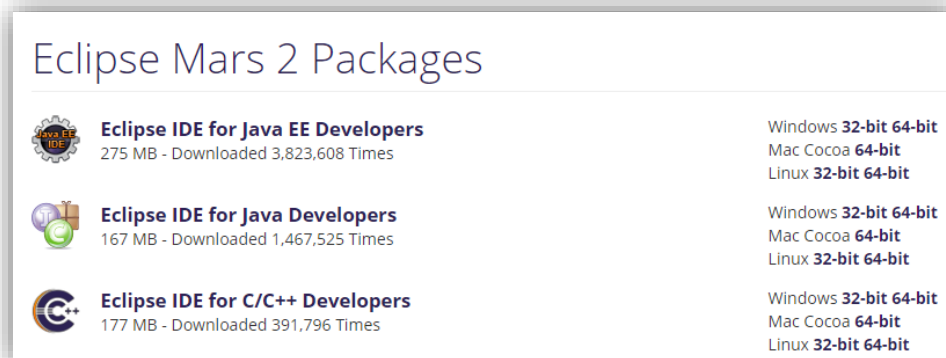 Eclipse Mars 2 Packages
Java EE
IDE
Eclipse IDE for Java EE Developers
275 MB - Downloaded 3,823,608 Times
Windows 32-bit 64-bit
Mac Cocoa 64-bit
Linux 32-bit 64-bit
J
C
Eclipse IDE for Java Developers
167 MB - Downloaded 1,467,525 Times
Windows 32-bit 64-bit
Mac Cocoa 64-bit
Linux 32-bit 64-bit
C++
Eclipse IDE for C/C++ Developers
177 MB - Downloaded 391,796 Times
Windows 32-bit 64-bit
Mac Cocoa 64-bit
Linux 32-bit 64-bit